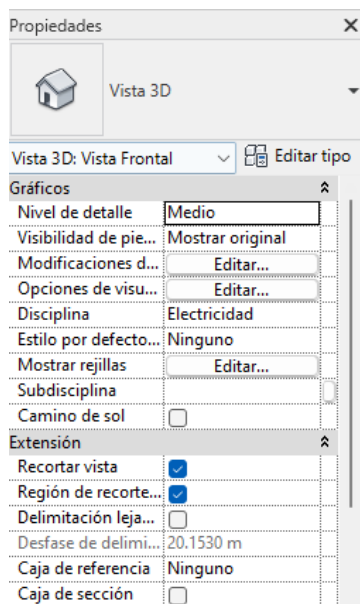 Propiedades
Vista 3D
Vista 3D: Vista Frontal Editar tipo
Gráficos
Nivel de detalle Medio
Visibilidad de pie... Mostrar original
Modificaciones d... Editar...
Opciones de visu... Editar...
Disciplina Electricidad
Estilo por defecto... Ninguno
Mostrar rejillas Editar...
Subdisciplina
Camino de sol
Extensión
Recortar vista
Región de recorte...
Delimitación leja...
Desfase de delimi... 20.1530 m
Caja de referencia Ninguno
Caja de sección